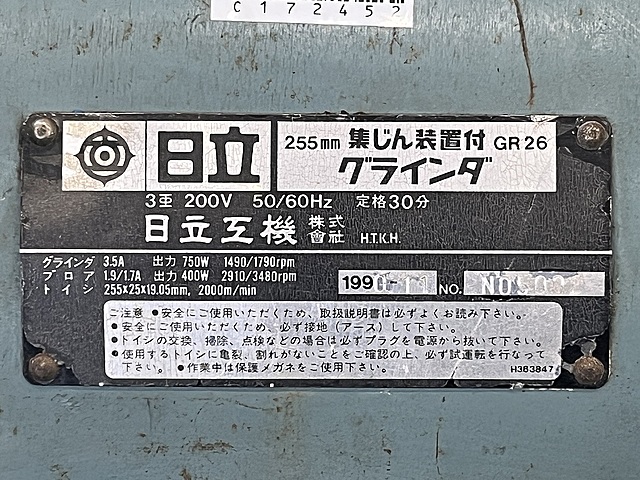 C172452
日立
255mm 集じん装置付 GR26
グラインダ
3亜 200V 50/60Hz 定格30分
日立工機 株式會社 H.T.K.H.
グラインダ 3.5A 出力 750W 1490/1790rpm
ブロア 1.9/1.7A 出力 400W 2910/3480rpm
トイシ 255X25X19.05mm, 2000m/min
199 NO.
ご注意 ●安全にご使用いただくため、取扱説明書は必ずよくお読み下さい。
●安全にご使用いただくため、必ず接地(アース)して下さい。
●トイシの交換、掃除、点検などの場合は必ずプラグを電源から抜いて下さい。
●使用するトイシに亀裂、割れがないことをご確認の上、必ず試運転を行なって
下さい。 ●作業中は保護メガネをご使用下さい。
H363847